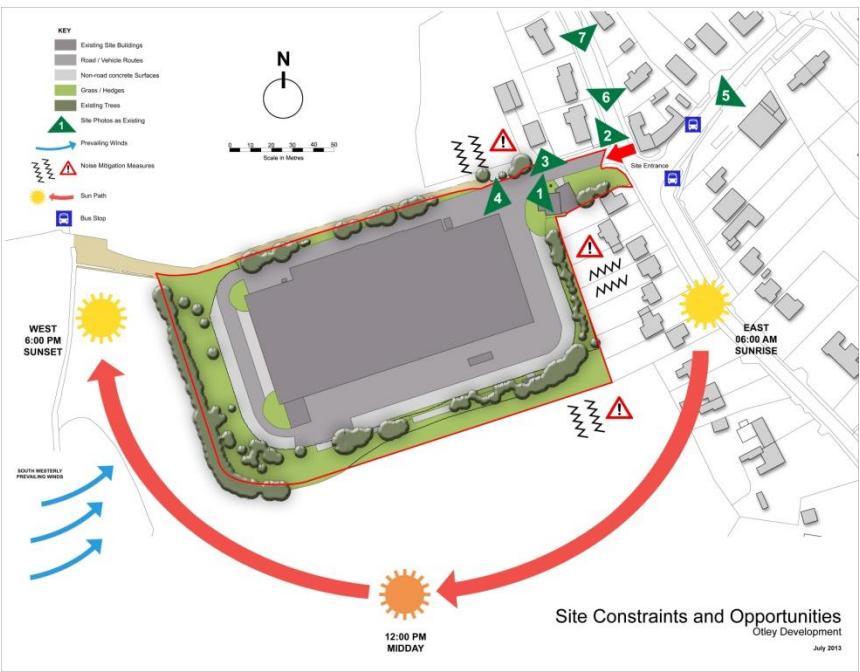 KEY
Existing Site Buildings
Road / Vehicle Routes
Non-road concrete Surfaces
Grass / Hedges
Existing Trees
1
Site Photos as Existing
Prevailing Winds
!
Noise Mitigation Measures
Sun Path
Bus Stop
N
0 10 20 30 40 50
Scale in Metres
7
6
5
2
3
4
1
!
!
!
Site Entrance
WEST
6:00 PM
SUNSET
EAST
06:00 AM
SUNRISE
SOUTH WESTERLY
PREVAILING WINDS
12:00 PM
MIDDAY
Site Constraints and Opportunities
Otley Development
July 2013